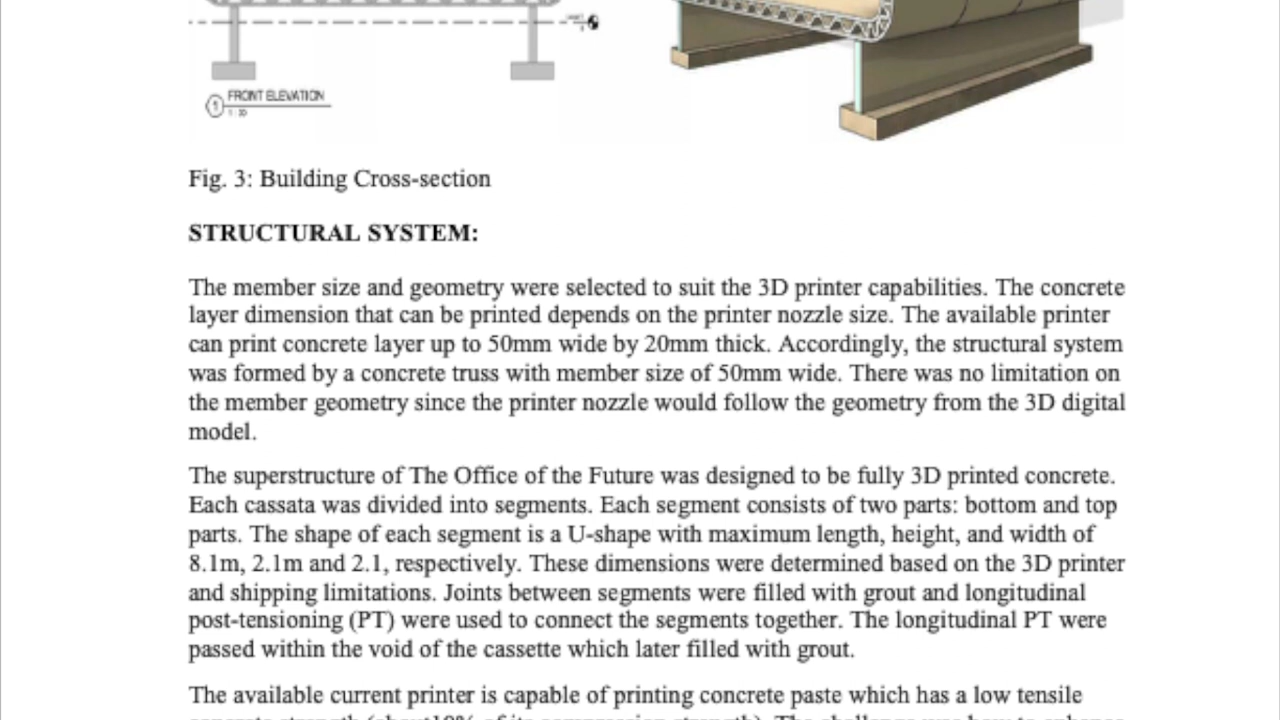 1
FRONT ELEVATION
Fig. 3: Building Cross-section
STRUCTURAL SYSTEM:
The member size and geometry were selected to suit the 3D printer capabilities. The concrete
layer dimension that can be printed depends on the printer nozzle size. The available printer
can print concrete layer up to 50mm wide by 20mm thick. Accordingly, the structural system
was formed by a concrete truss with member size of 50mm wide. There was no limitation on
the member geometry since the printer nozzle would follow the geometry from the 3D digital
model.
The superstructure of The Office of the Future was designed to be fully 3D printed concrete.
Each cassata was divided into segments. Each segment consists of two parts: bottom and top
parts. The shape of each segment is a U-shape with maximum length, height, and width of
8.1m, 2.1m and 2.1, respectively. These dimensions were determined based on the 3D printer
and shipping limitations. Joints between segments were filled with grout and longitudinal
post-tensioning (PT) were used to connect the segments together. The longitudinal PT were
passed within the void of the cassette which later filled with grout.
The available current printer is capable of printing concrete paste which has a low tensile